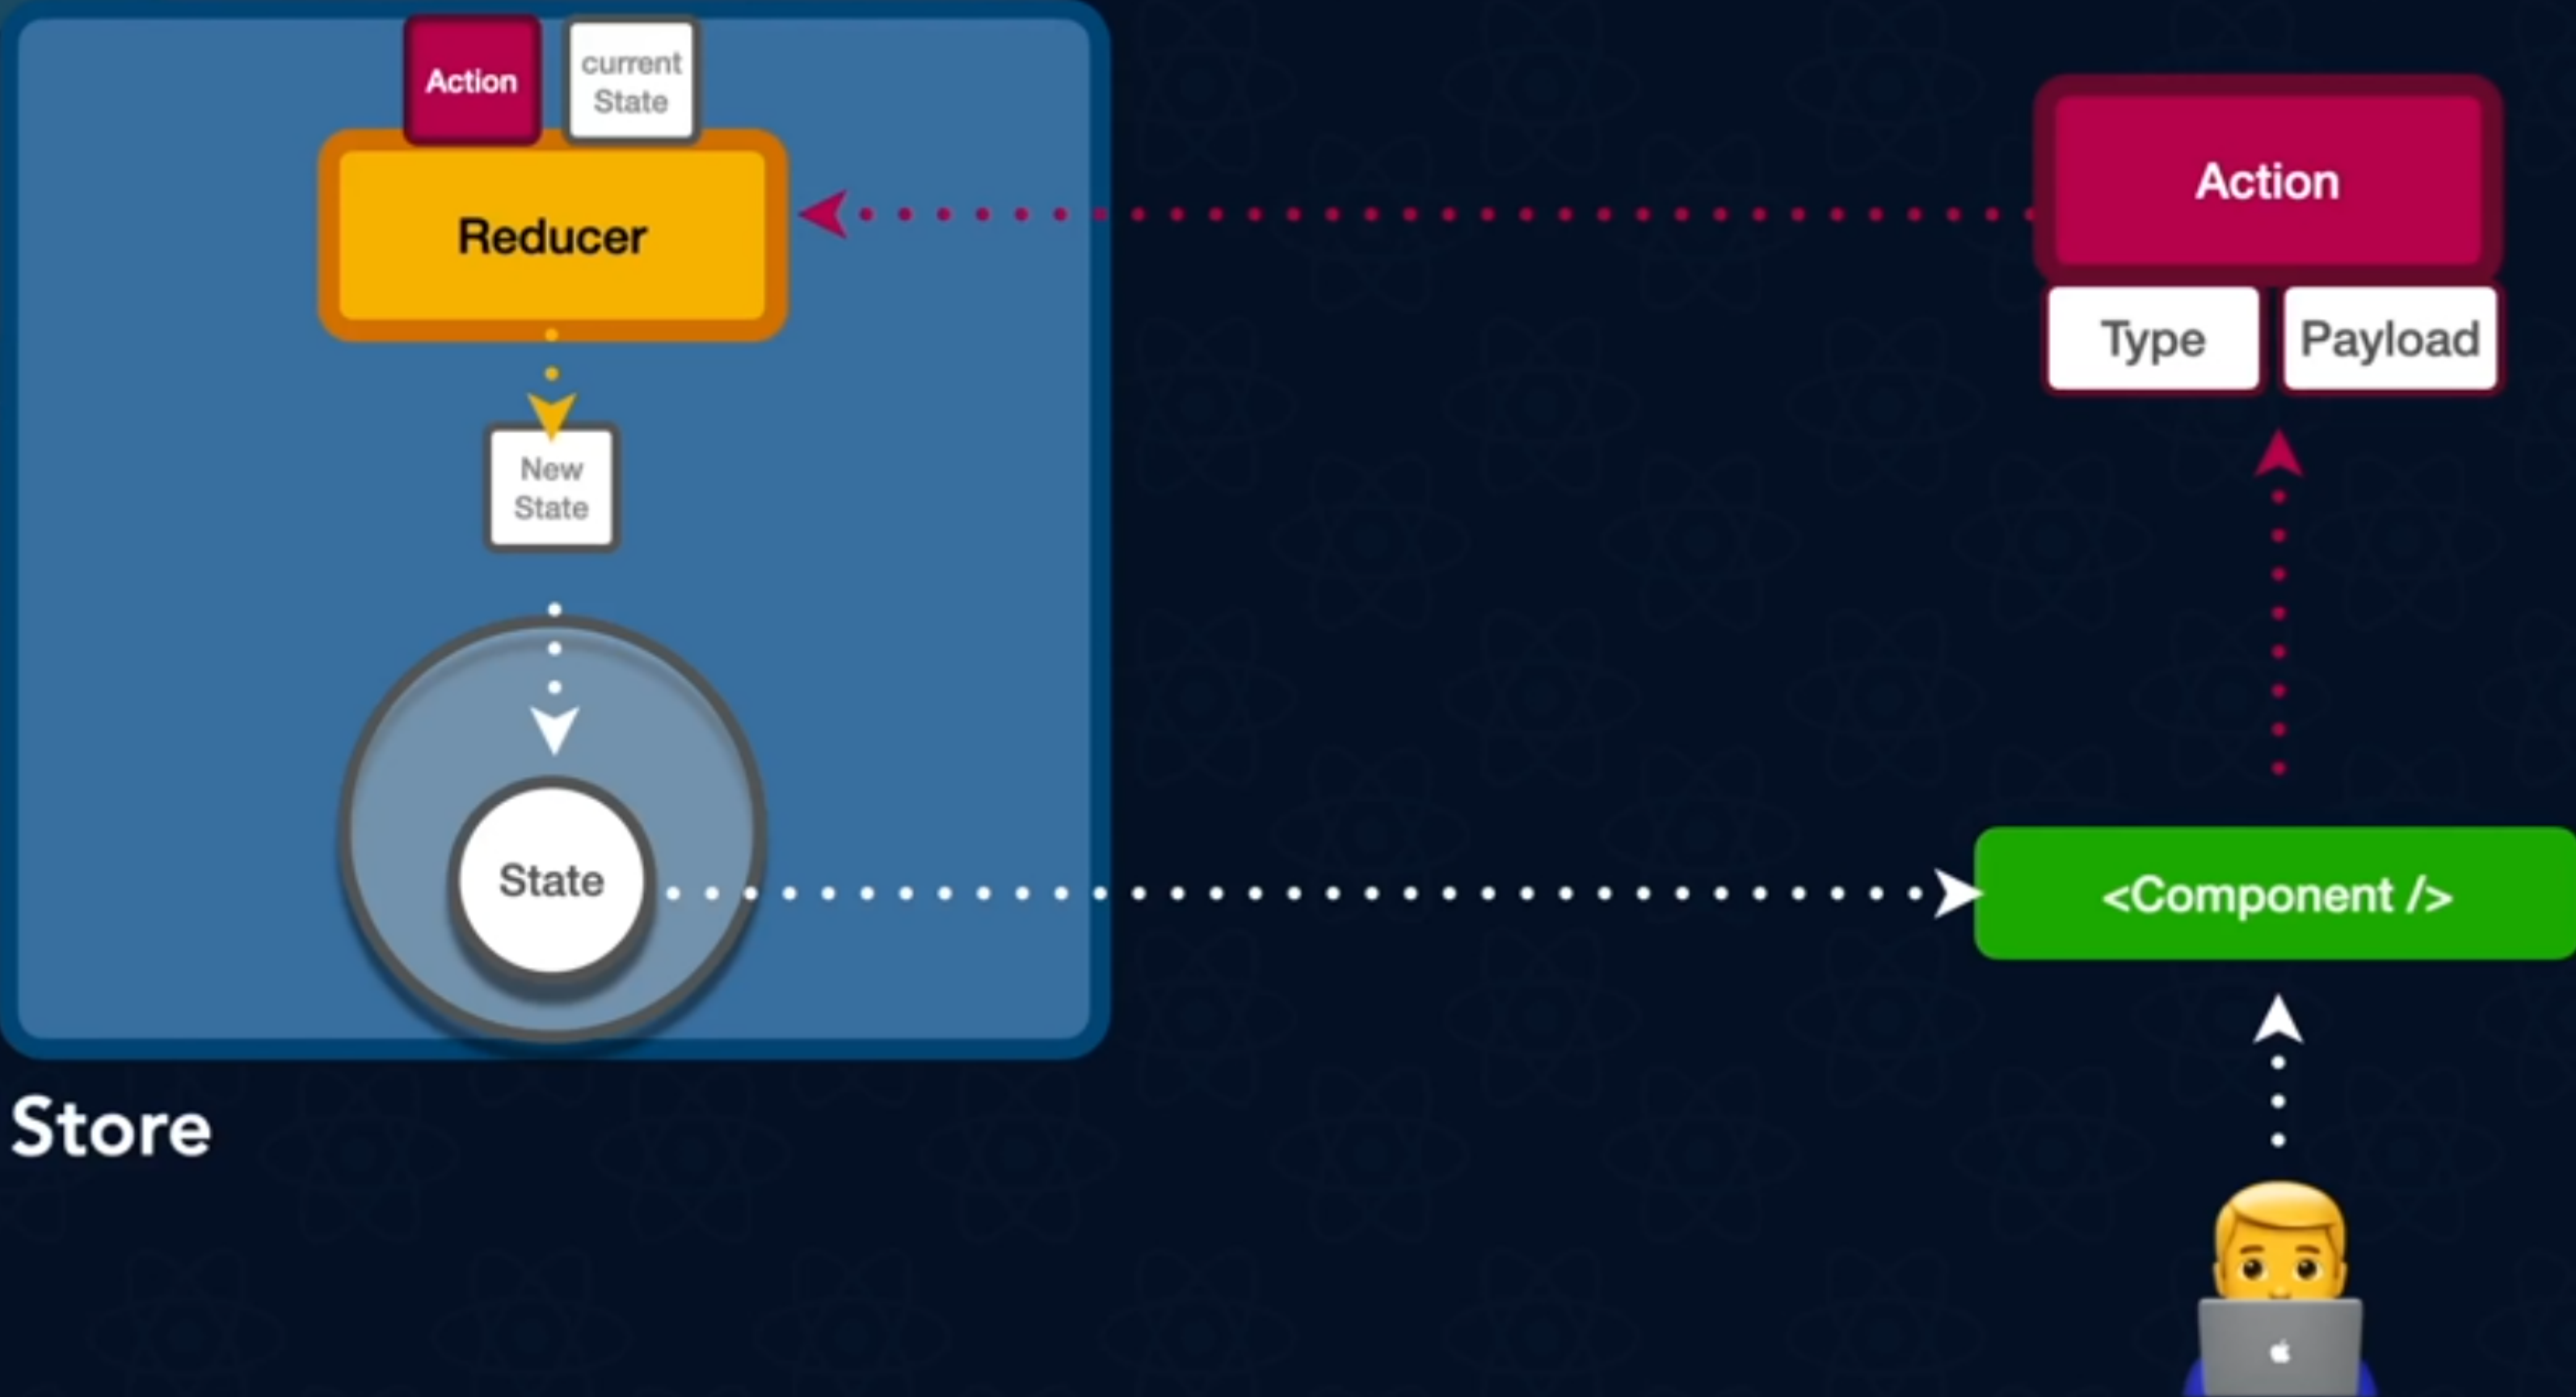 Action
current
State
Reducer
New
State
State
Store
Action
Type
Payload
<Component />